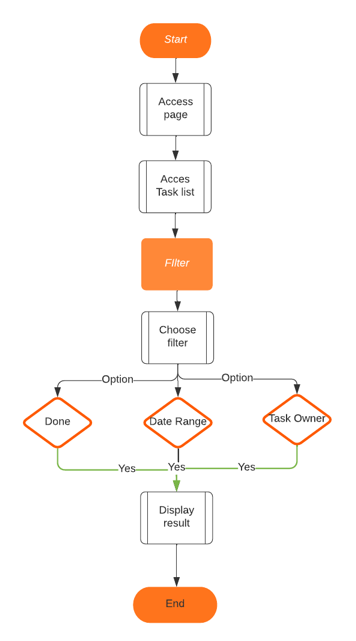 Start
Access
page
Acces
Task list
FIlter
Choose
filter
Option
Option
Done
Date Range
Task Owner
Yes
Yes
Yes
Display
result
End